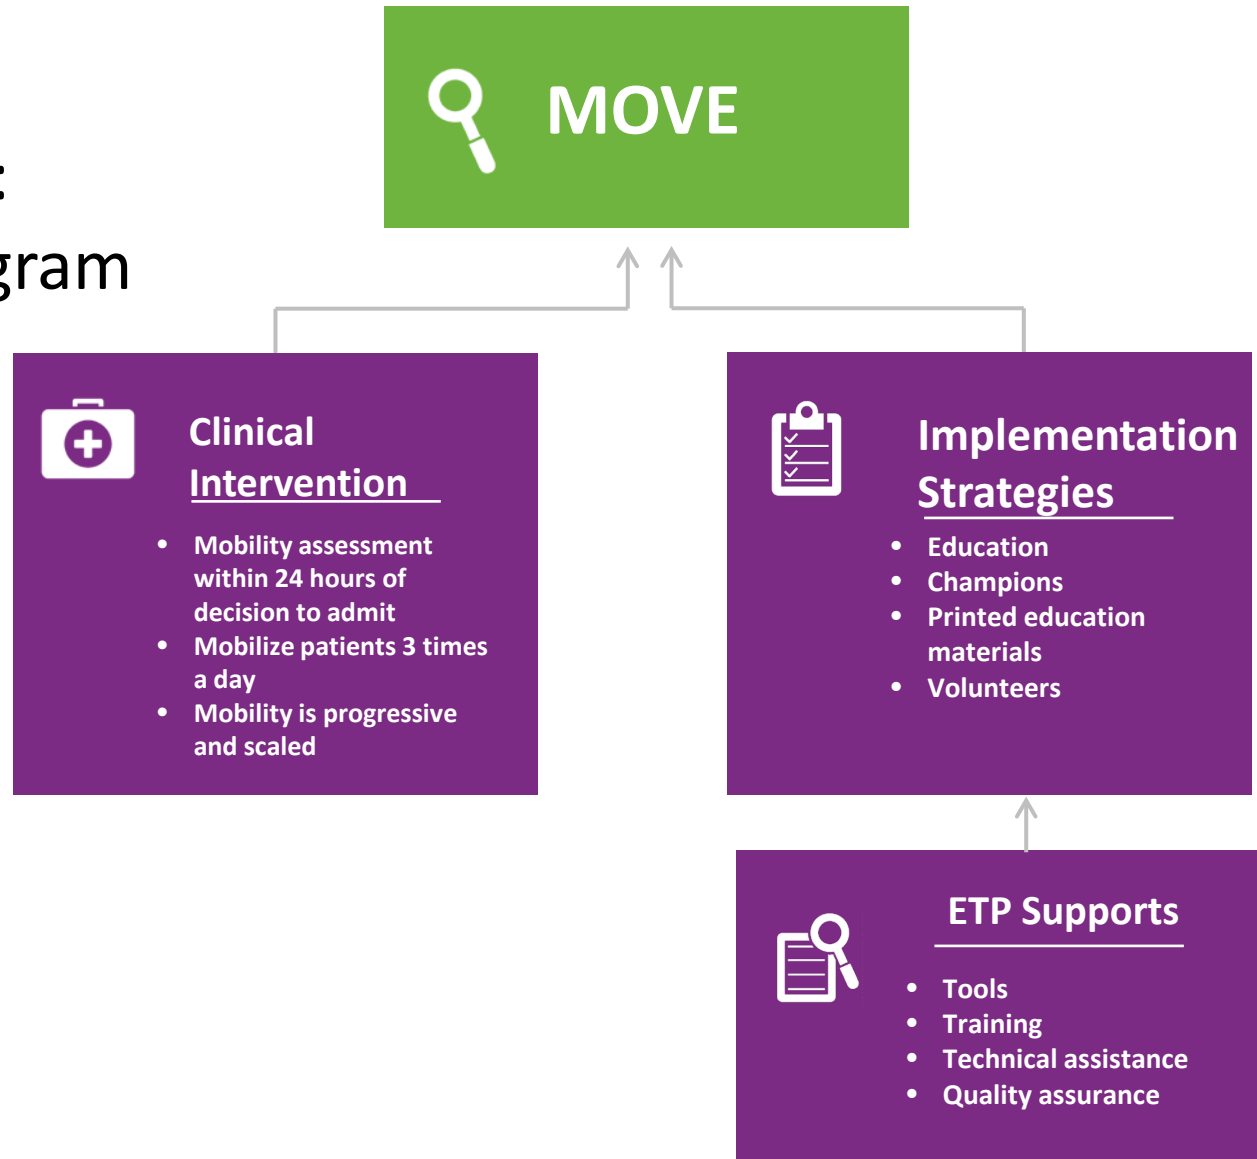 MOVE
:
gram
Clinical
Intervention
• Mobility assessment
within 24 hours of
decision to admit
• Mobilize patients 3 times
a day
• Mobility is progressive
and scaled
Implementation
Strategies
• Education
• Champions
• Printed education
materials
• Volunteers
ETP Supports
• Tools
• Training
• Technical assistance
• Quality assurance